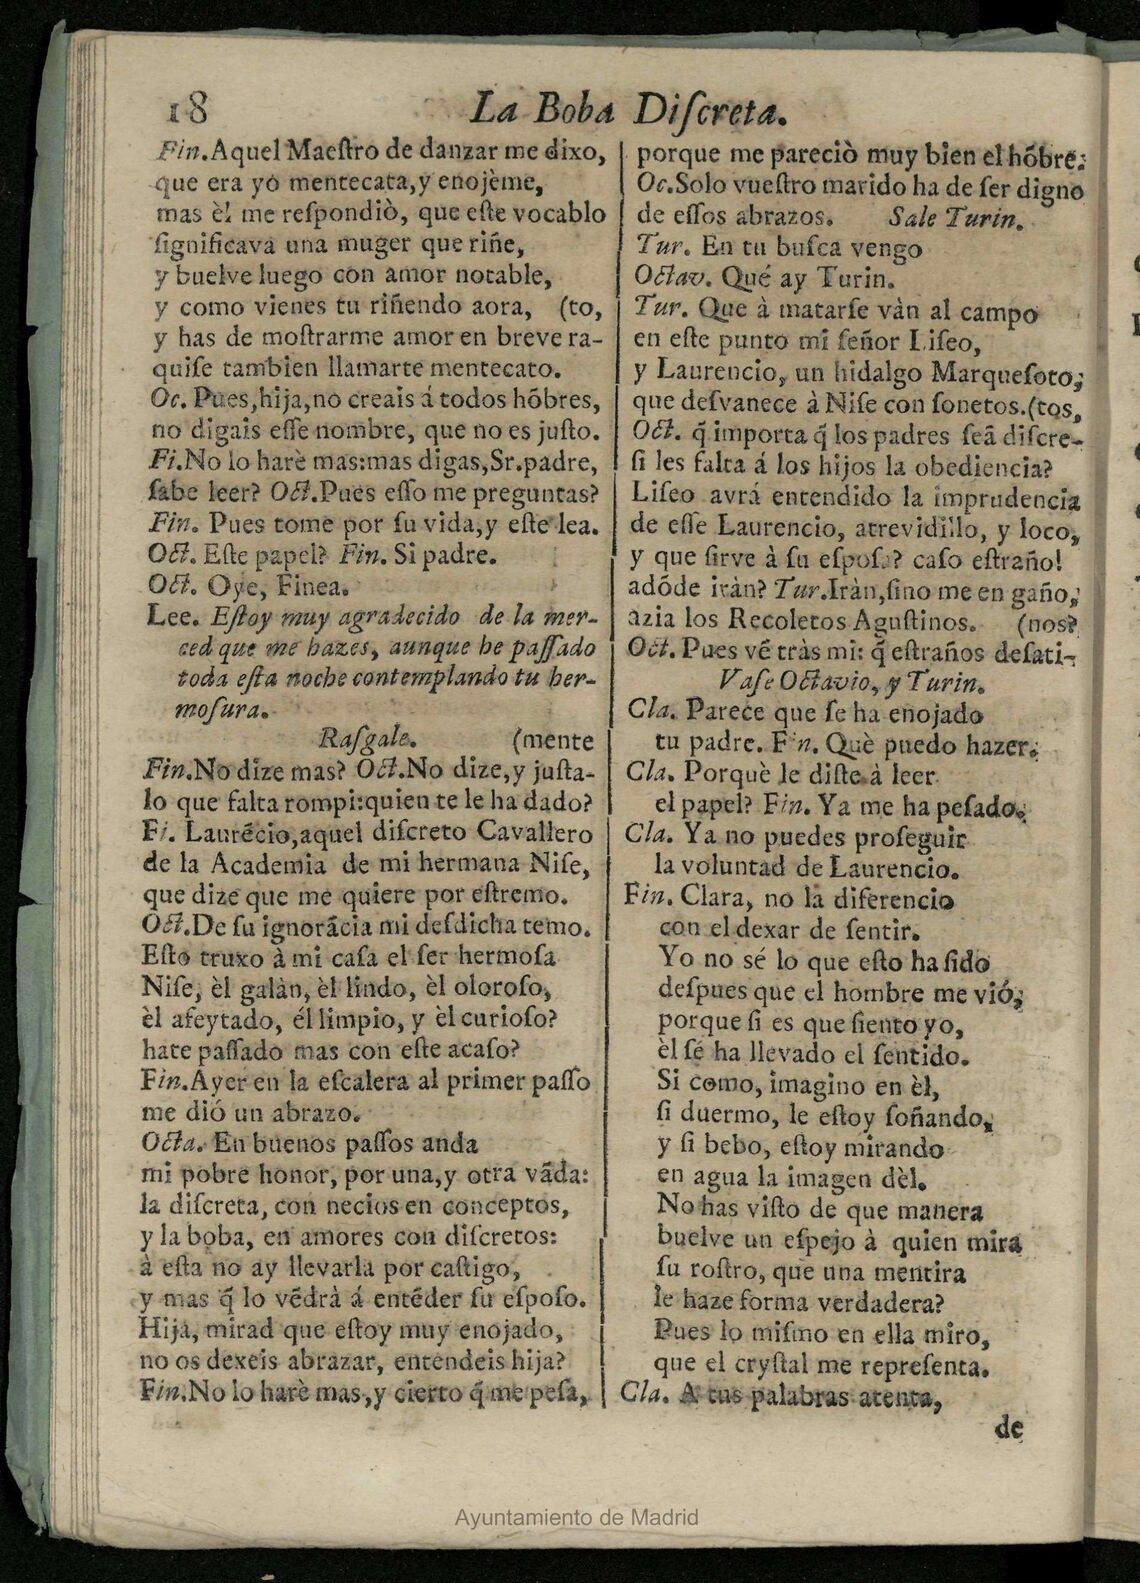 18
La Boba Diſcreta.
Fin. Aquel Maeſtro de danzar me dixo,
que era yo mentecata, y enojème,
mas èl me reſpondiò, que eſte vocablo
ſignificava una muger que riñe,
y buelve luego con amor notable,
y como vienes tu riñendo aora, (to,
y has de moſtrarme amor en breve ra-
quiſe tambien llamarte mentecato.
Oc. Pues, hija, no creais á todos hõbres,
no digais eſſe nombre, que no es juſto.
Fi. No lo harè mas: mas digas, Sr. padre,
ſabe leer? Oct. Pues eſſo me preguntas?
Fin. Pues tome por ſu vida, y eſte lea.
Oct. Eſte papel? Fin. Si padre.
Oct. Oye, Finea.
Lee. Eſtoy muy agradecido de la mer-
ced que me hazes, aunque he paſſado
toda eſta noche contemplando tu her-
moſura.
Raſgale. (mente
Fin. No dize mas? Oct. No dize, y juſta-
lo que falta rompi: quien te le ha dado?
Fi. Laurẽcio, aquel diſcreto Cavallero
de la Academia de mi hermana Niſe,
que dize que me quiere por eſtremo.
Oct. De ſu ignorãcia mi deſdicha temo.
Eſto truxo à mi caſa el ſer hermoſa
Niſe, èl galàn, èl lindo, èl oloroſo,
èl afeytado, él limpio, y èl curioſo?
hate paſſado mas con eſte acaſo?
Fin. Ayer en la eſcalera al primer paſſo
me dió un abrazo.
Octa. En buenos paſſos anda
mi pobre honor, por una, y otra vãda:
la diſcreta, con necios en conceptos,
y la boba, en amores con diſcretos:
à eſta no ay llevarla por caſtigo,
y mas q̃ lo vẽdrà á entẽder ſu eſpoſo.
Hija, mirad que eſtoy muy enojado,
no os dexeis abrazar, entendeis hija?
Fin. No lo harè mas, y cierto q̃ me peſa,
porque me pareciò muy bien el hõbre;
Oc. Solo vueſtro marido ha de ſer digno
de eſſos abrazos. Sale Turin.
Tur. En tu buſca vengo
Octav. Qué ay Turin.
Tur. Que à matarſe vàn al campo
en eſte punto mi ſeñor Liſeo,
y Laurencio, un hidalgo Marqueſoto,
que deſvanece à Niſe con ſonetos. (tos,
Oct. q̃ importa q̃ los padres ſeã diſcre-
ſi les falta á los hijos la obediencia?
Liſeo avrá entendido la imprudencia
de eſſe Laurencio, atrevidillo, y loco,
y que ſirve à ſu eſpoſa? caſo eſtraño!
adõde iràn? Tur. Iràn, ſino me en gaño,
azia los Recoletos Aguſtinos. (nos?
Oct. Pues vẽ tràs mi: q̃ eſtraños deſati-
Vaſe Octavio, y Turin.
Cla. Parece que ſe ha enojado
tu padre. Fin. Què puedo hazer.
Cla. Porquè le diſte à leer
el papel? Fin. Ya me ha peſado.
Cla. Ya no puedes proſeguir
la voluntad de Laurencio.
Fin. Clara, no la diferencio
con el dexar de ſentir.
Yo no sé lo que eſto ha ſido
deſpues que el hombre me vió,
porque ſi es que ſiento yo,
èl ſe ha llevado el ſentido.
Si como, imagino en èl,
ſi duermo, le eſtoy ſoñando,
y ſi bebo, eſtoy mirando
en agua la imagen dèl.
No has viſto de que manera
buelve un eſpejo à quien mira
ſu roſtro, que una mentira
le haze forma verdadera?
Pues lo miſmo en ella miro,
que el cryſtal me repreſenta.
Cla. A tus palabras atenta,
de
Ayuntamiento de Madrid